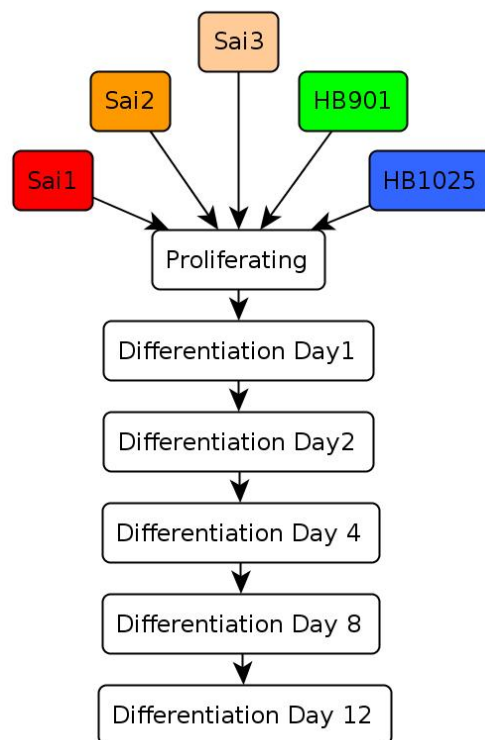 Sai3
Sai2
HB901
Sai1
HB1025
Proliferating
Differentiation Day1
Differentiation Day2
Differentiation Day 4
Differentiation Day 8
Differentiation Day 12